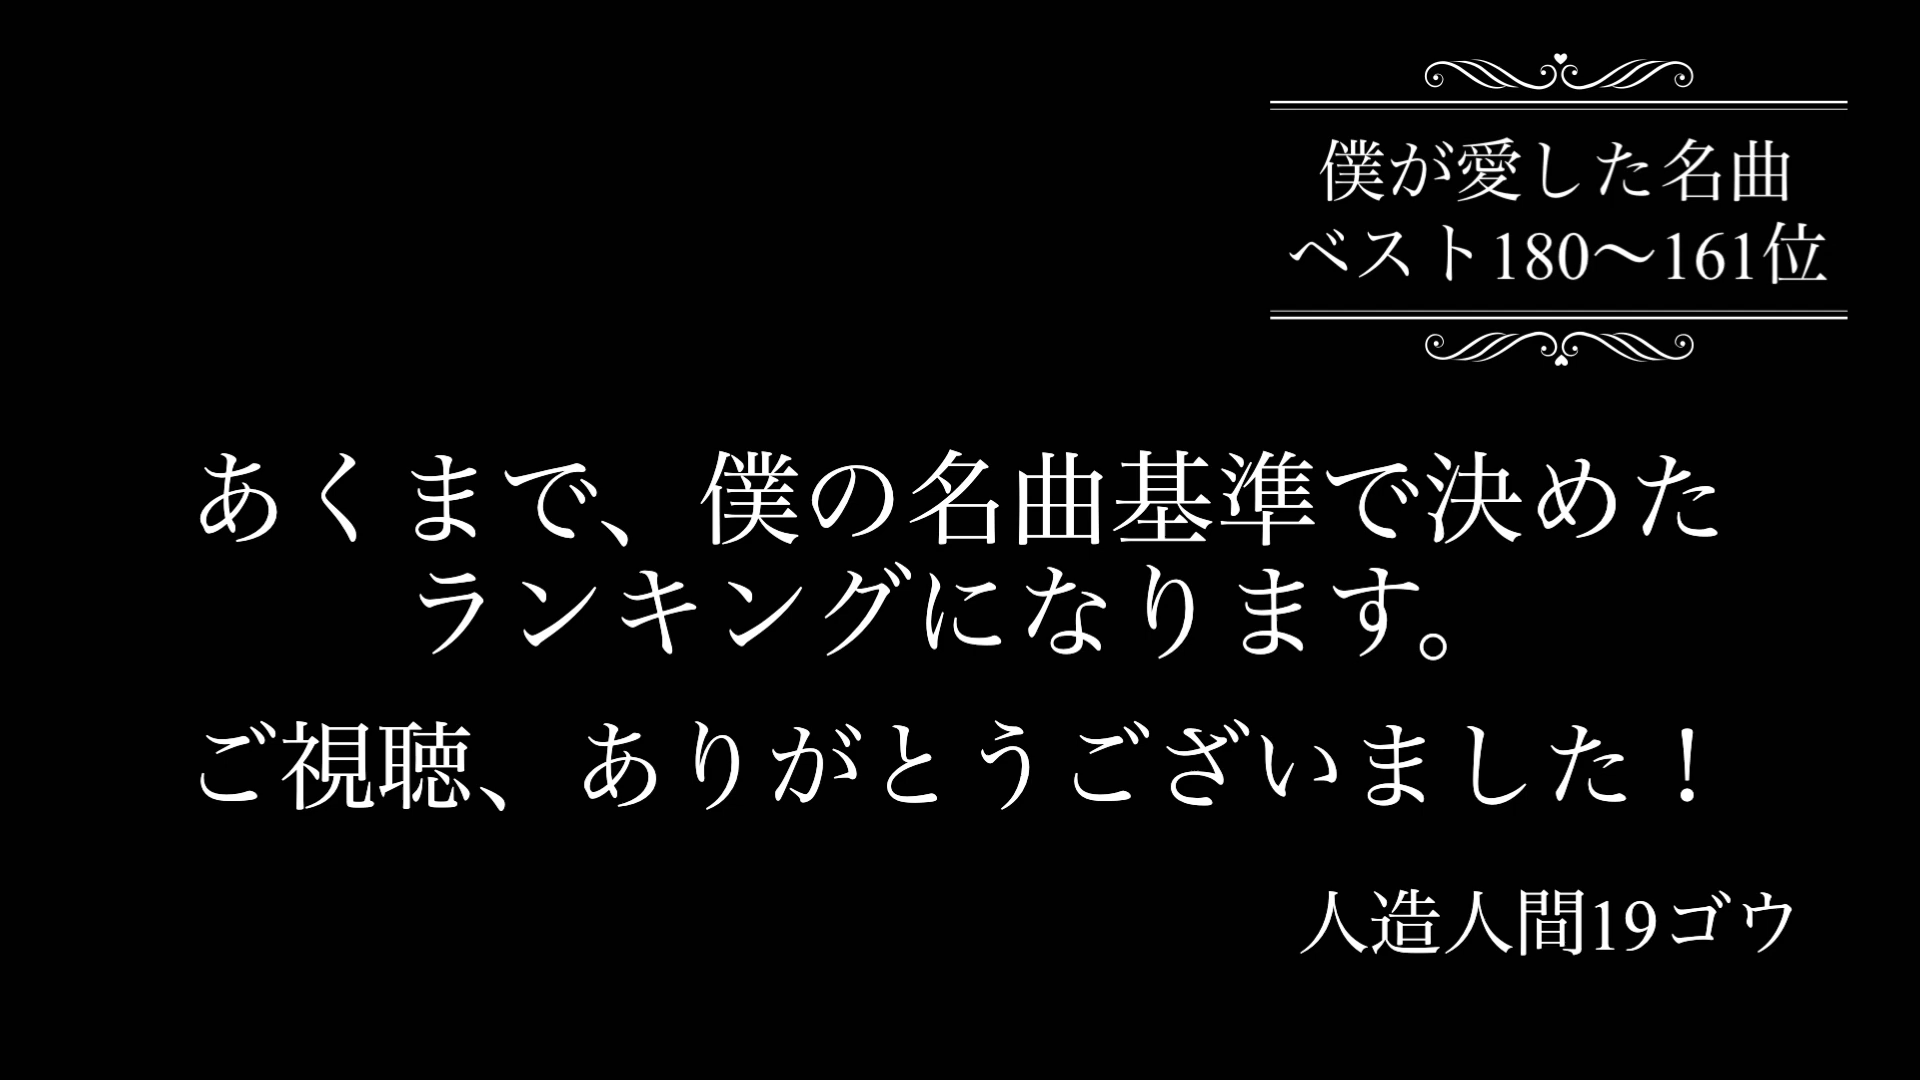 僕が愛した名曲
ベスト180～161位
あくまで、僕の名曲基準で決めた
ランキングになります。
ご視聴、ありがとうございました！
人造人間19ゴウ